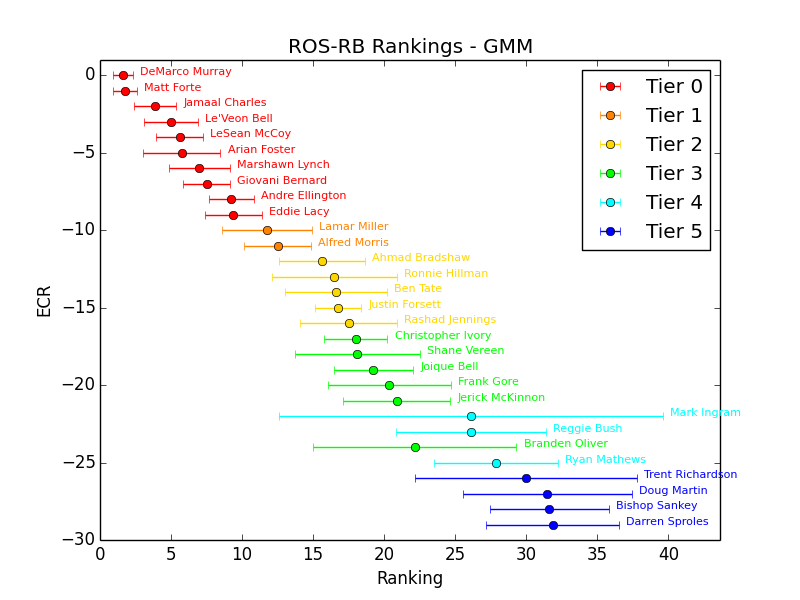 ROS-RB Rankings - GMM
0
−5
−10
−15
−20
−25
−30
ECR
DeMarco Murray
Matt Forte
Jamaal Charles
Le'Veon Bell
LeSean McCoy
Arian Foster
Marshawn Lynch
Giovani Bernard
Andre Ellington
Eddie Lacy
Lamar Miller
Alfred Morris
Ahmad Bradshaw
Ronnie Hillman
Ben Tate
Justin Forsett
Rashad Jennings
Christopher Ivory
Shane Vereen
Joique Bell
Frank Gore
Jerick McKinnon
Mark Ingram
Reggie Bush
Branden Oliver
Ryan Mathews
Trent Richardson
Doug Martin
Bishop Sankey
Darren Sproles
Tier 0
Tier 1
Tier 2
Tier 3
Tier 4
Tier 5
0 5 10 15 20 25 30 35 40
Ranking